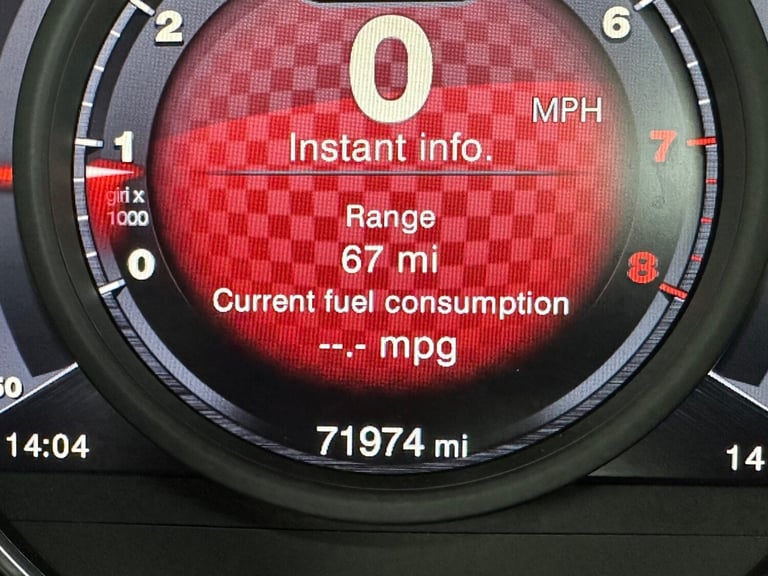 2
0
6
MPH
1
Instant info.
7
giri x
1000
Range
0
67 mi
8
Current fuel consumption
--.- mpg
50
14:04
71974 mi
14